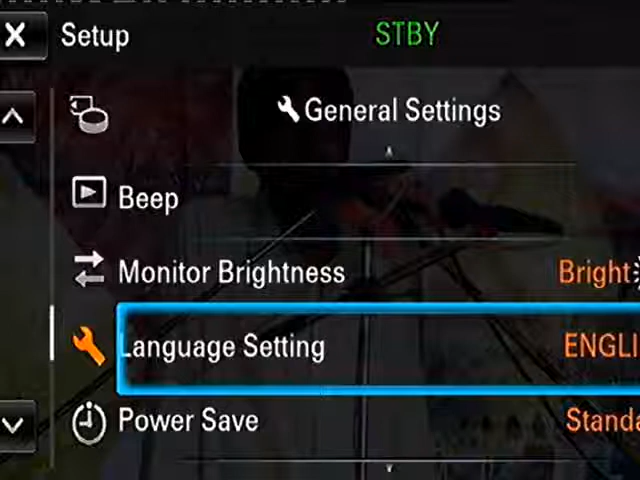 X Setup STBY
General Settings
Beep
Monitor Brightness Bright
Language Setting ENGLI
Power Save Standa